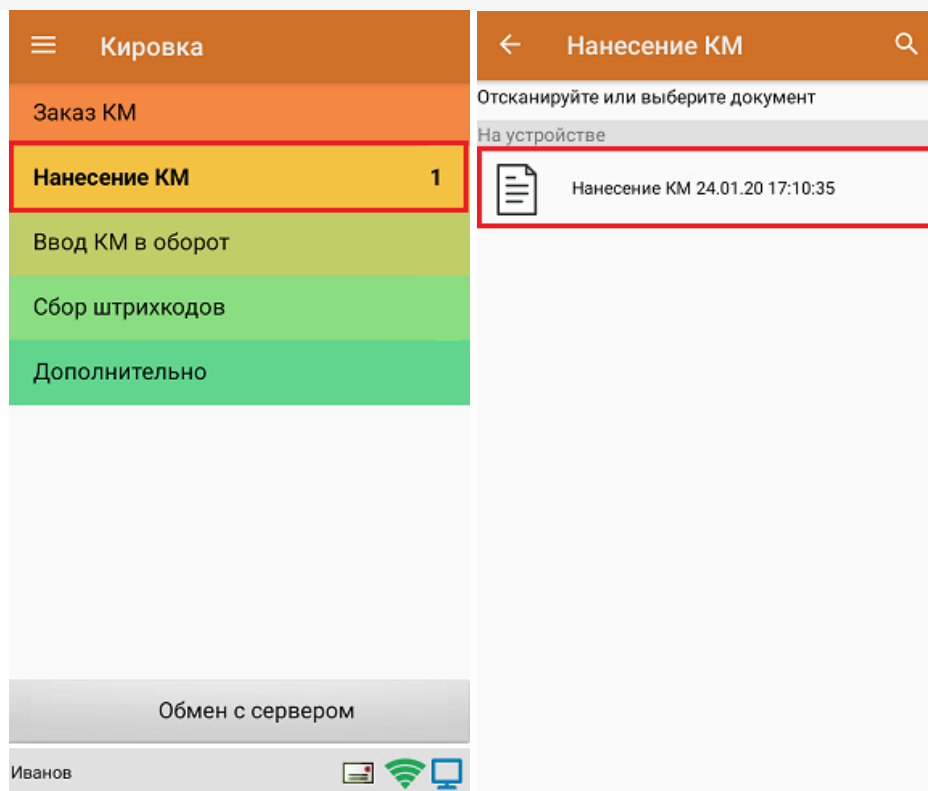 Кировка
Заказ КМ
Нанесение КМ 1
Ввод КМ в оборот
Сбор штрихкодов
Дополнительно
Обмен с сервером
Иванов
Нанесение КМ
Отсканируйте или выберите документ
На устройстве
Нанесение КМ 24.01.20 17:10:35